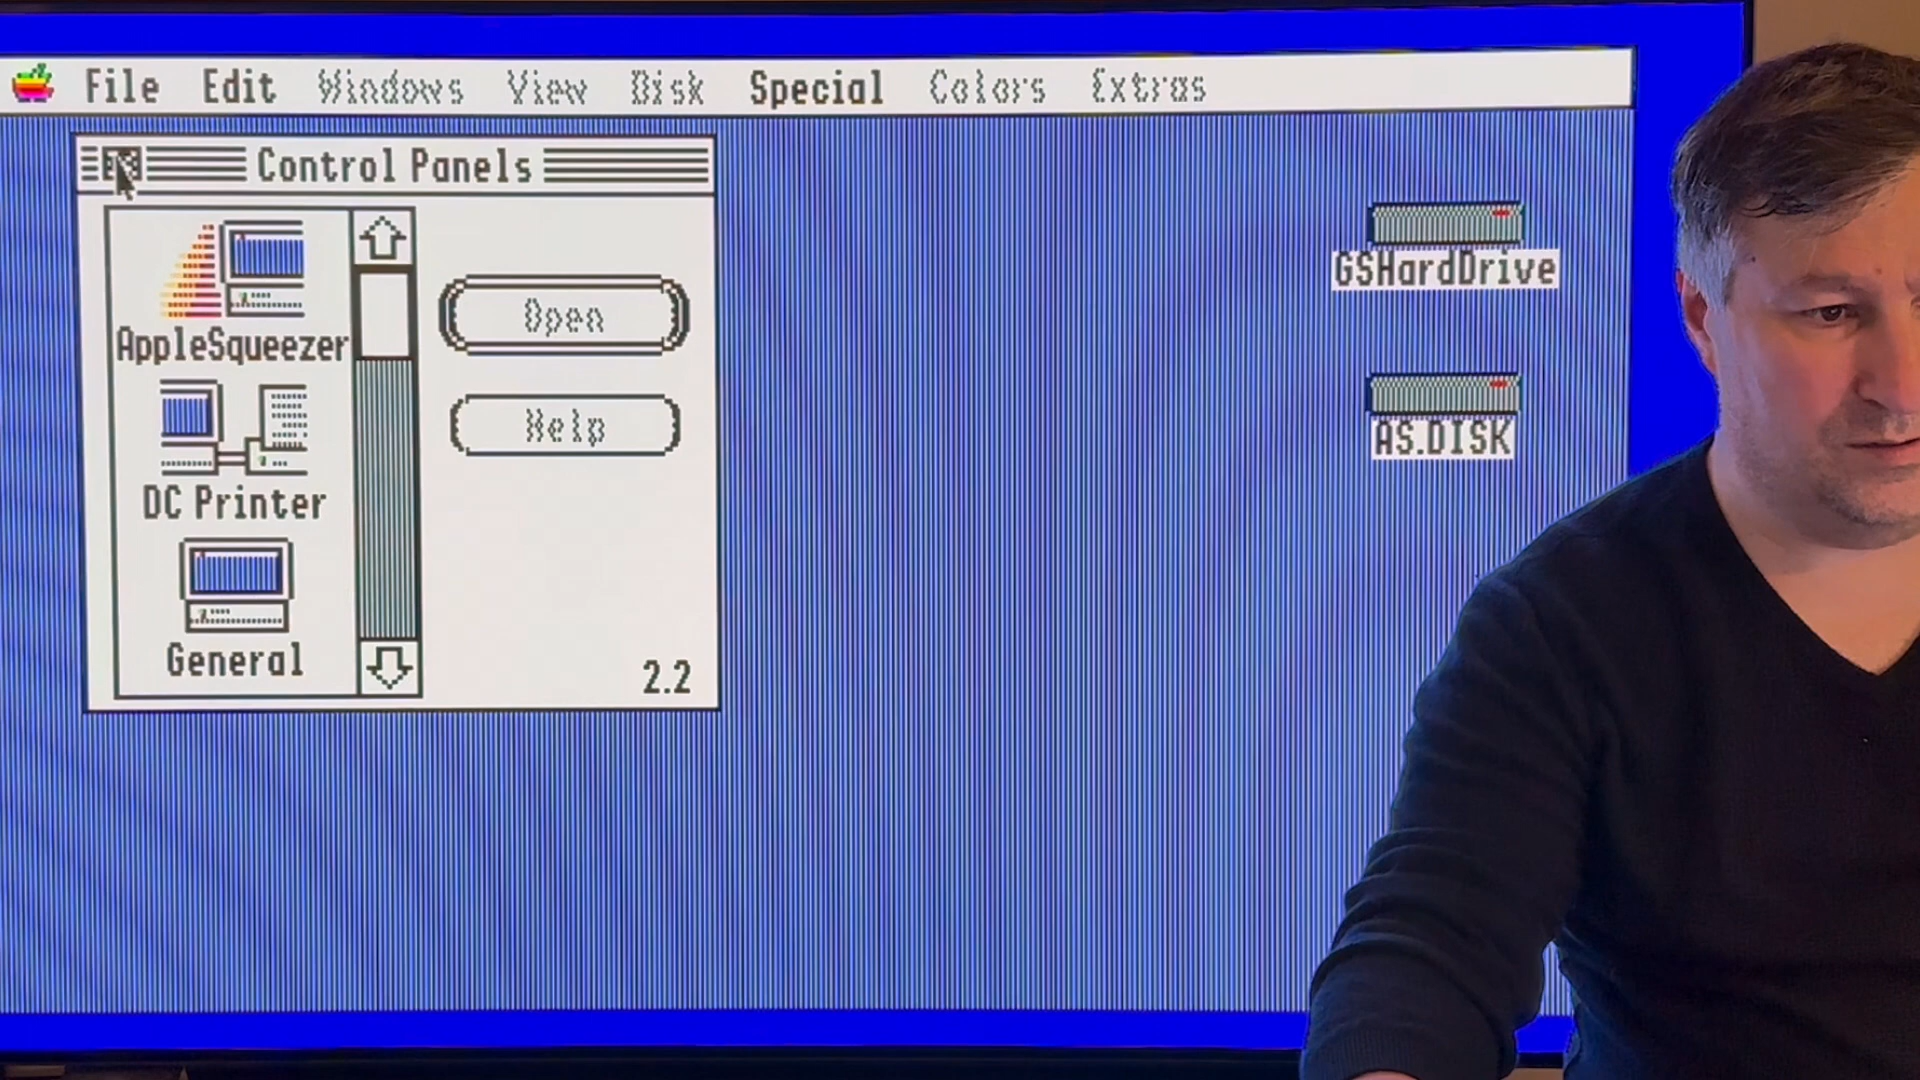 File Edit Windows View Disk Special Colors Extras
Control Panels
AppleSqueezer
DC Printer
General
Open
Help
2.2
GSHardDrive
AS.DISK